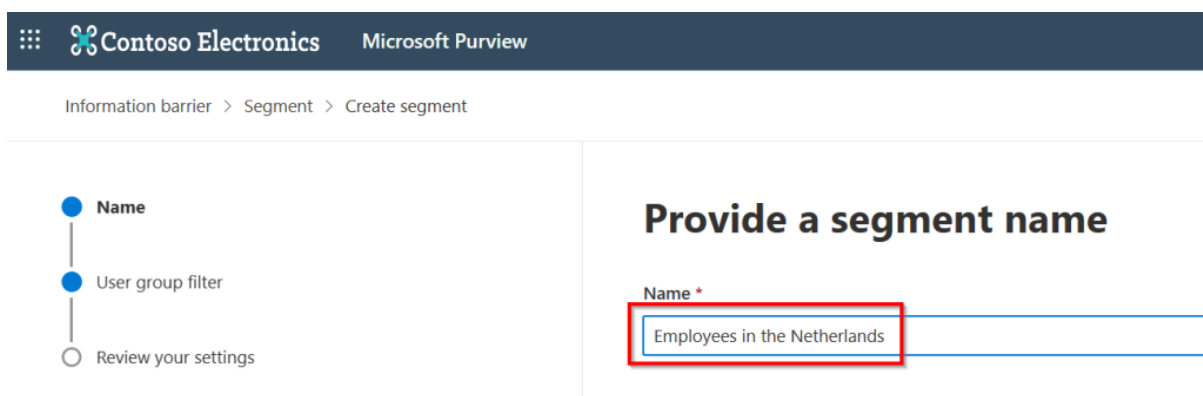 Contoso Electronics Microsoft Purview
Information barrier > Segment > Create segment
Name
User group filter
Review your settings
Provide a segment name
Name *
Employees in the Netherlands